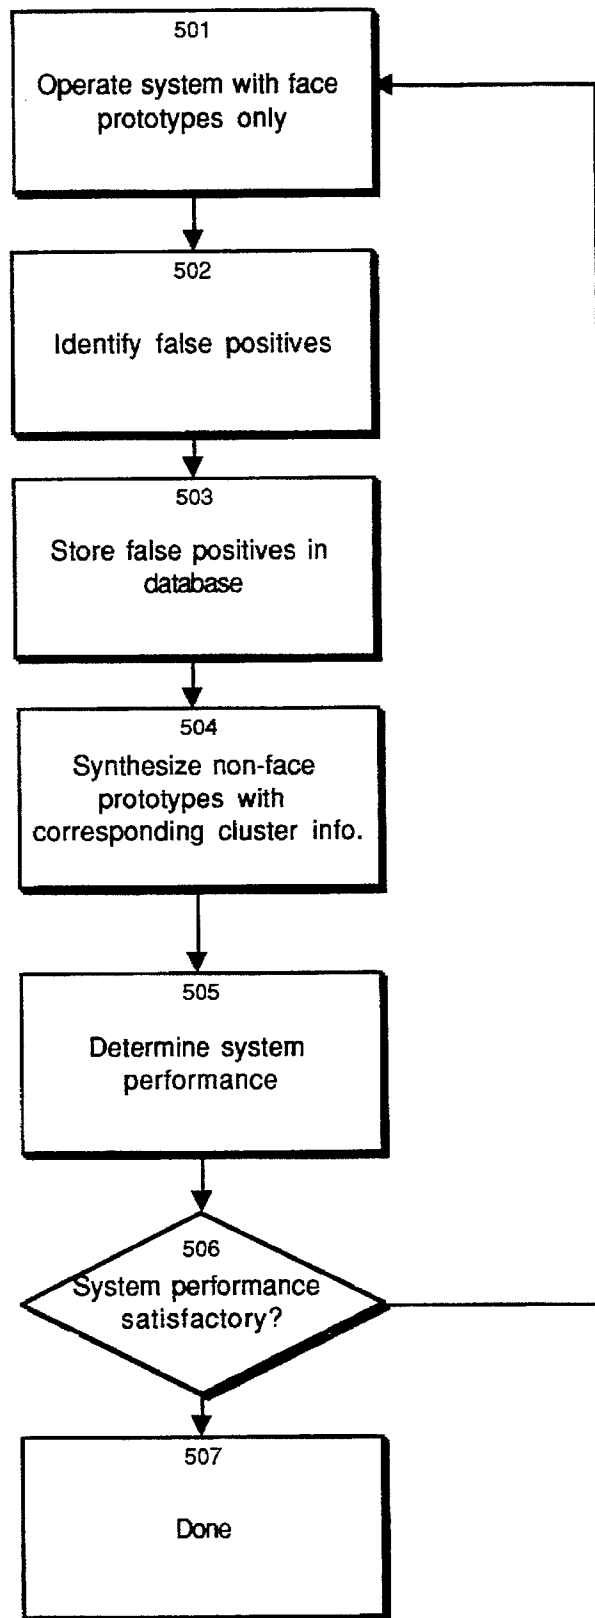 501
Operate system with face
prototypes only
502
Identify false positives
503
Store false positives in
database
504
Synthesize non-face
prototypes with
corresponding cluster info.
505
Determine system
performance
506
System performance
satisfactory?
507
Done